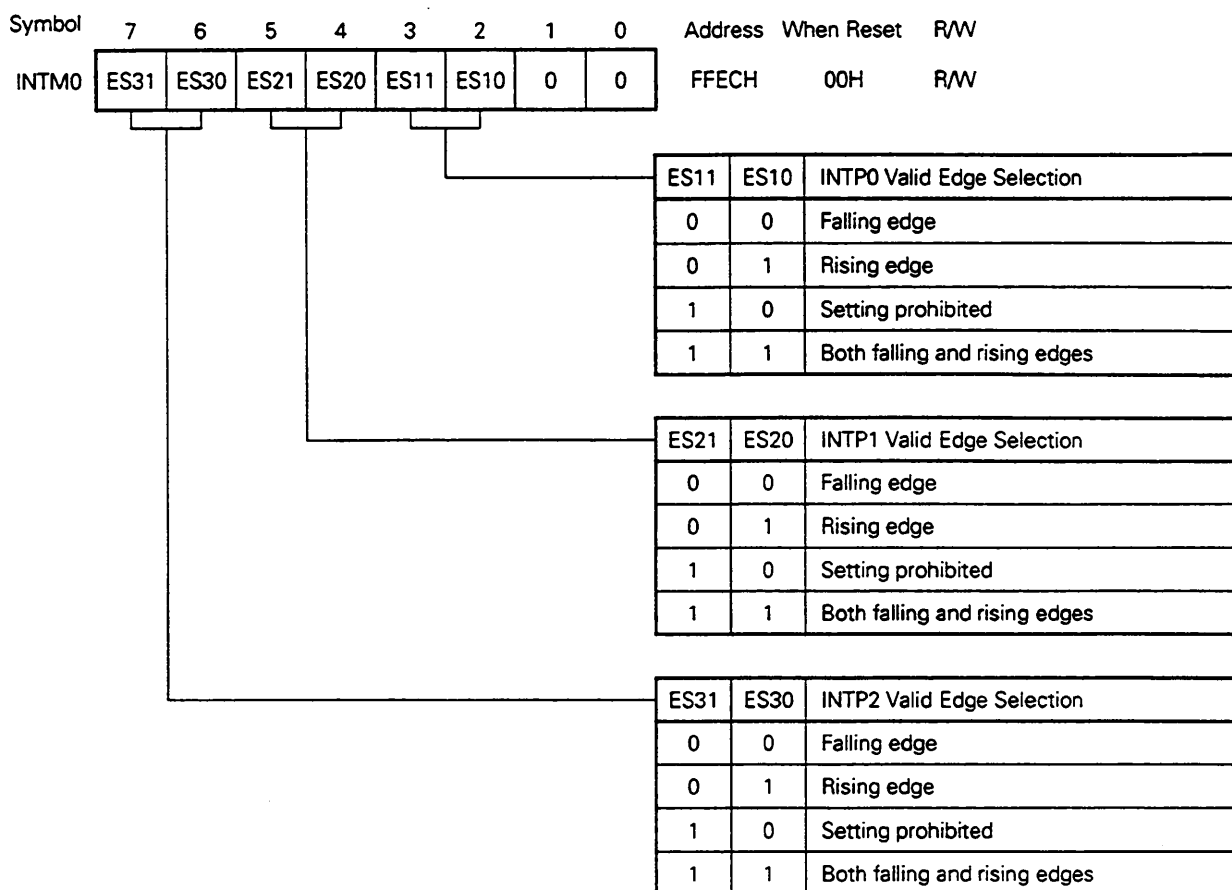 Symbol 7 6 5 4 3 2 1 0 Address When Reset R/W
INTM0 ES31 ES30 ES21 ES20 ES11 ES10 0 0 FFECH 00H R/W
ES11 ES10 INTP0 Valid Edge Selection
0 0 Falling edge
0 1 Rising edge
1 0 Setting prohibited
1 1 Both falling and rising edges
ES21 ES20 INTP1 Valid Edge Selection
0 0 Falling edge
0 1 Rising edge
1 0 Setting prohibited
1 1 Both falling and rising edges
ES31 ES30 INTP2 Valid Edge Selection
0 0 Falling edge
0 1 Rising edge
1 0 Setting prohibited
1 1 Both falling and rising edges